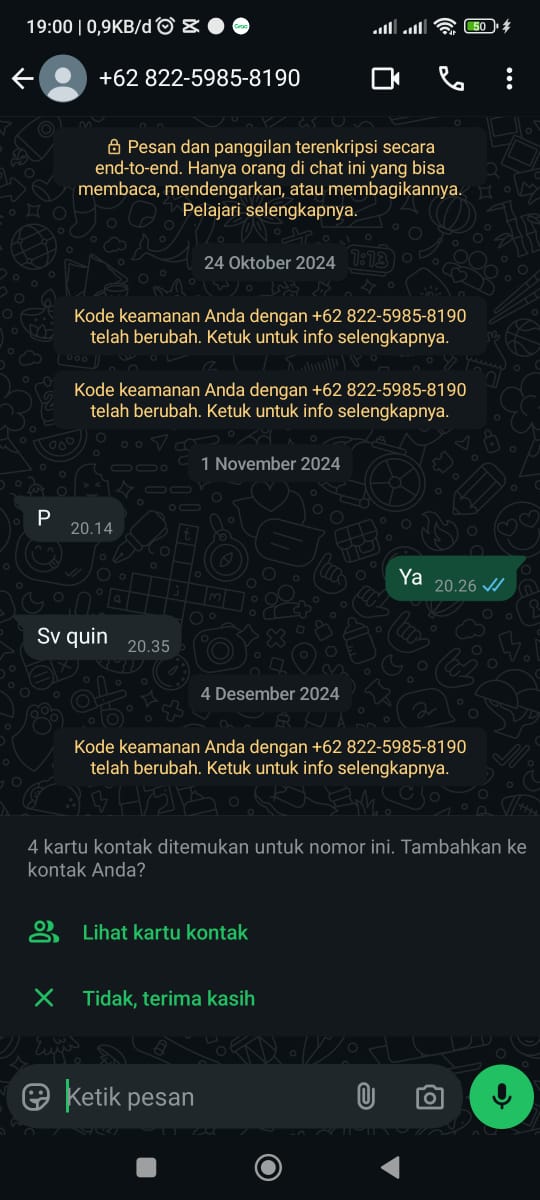 19:00 | 0,9KB/d
50
+62 822-5985-8190
Pesan dan panggilan terenkripsi secara
end-to-end. Hanya orang di chat ini yang bisa
membaca, mendengarkan, atau membagikannya.
Pelajari selengkapnya.
24 Oktober 2024
Kode keamanan Anda dengan +62 822-5985-8190
telah berubah. Ketuk untuk info selengkapnya.
Kode keamanan Anda dengan +62 822-5985-8190
telah berubah. Ketuk untuk info selengkapnya.
1 November 2024
P 20.14
Ya 20.26
Sv quin 20.35
4 Desember 2024
Kode keamanan Anda dengan +62 822-5985-8190
telah berubah. Ketuk untuk info selengkapnya.
4 kartu kontak ditemukan untuk nomor ini. Tambahkan ke
kontak Anda?
Lihat kartu kontak
Tidak, terima kasih
Ketik pesan